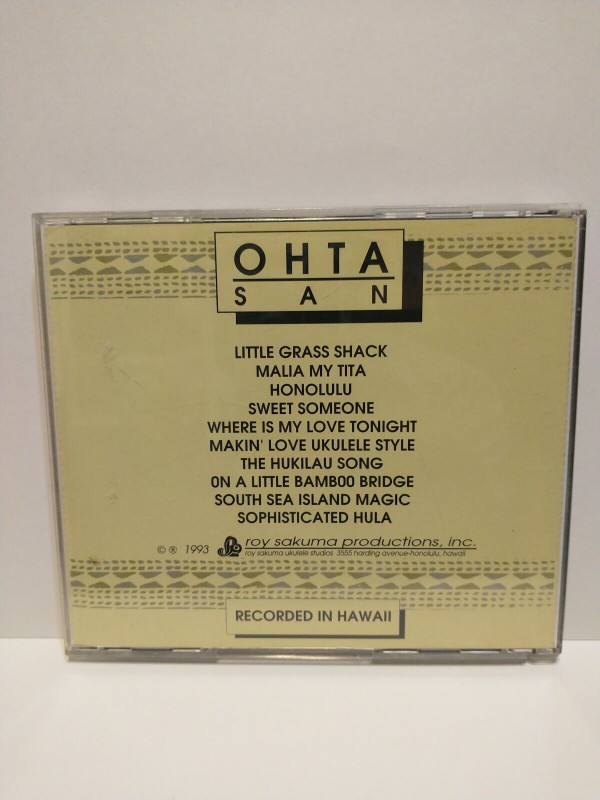 OHTA
SAN
LITTLE GRASS SHACK
MALIA MY TITA
HONOLULU
SWEET SOMEONE
WHERE IS MY LOVE TONIGHT
MAKIN' LOVE UKULELE STYLE
THE HUKILAU SONG
ON A LITTLE BAMBOO BRIDGE
SOUTH SEA ISLAND MAGIC
SOPHISTICATED HULA
© ® 1993 roy sakuma productions, inc.
roy sakuma ukulele studios 3555 harding avenue·honolulu, hawaii
RECORDED IN HAWAII